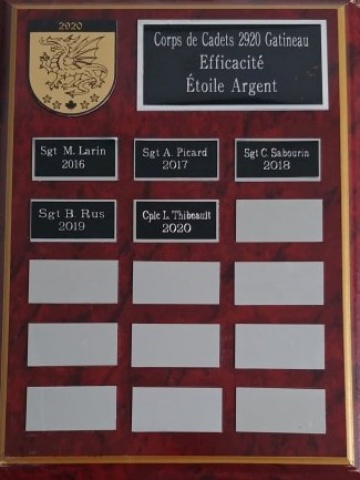 2920
Corps de Cadets 2920 Gatineau
Efficacité
Étoile Argent
Sgt M. Larin
2016
Sgt A. Picard
2017
Sgt C. Sabourin
2018
Sgt B. Rus
2019
Cplc L. Thibeault
2020